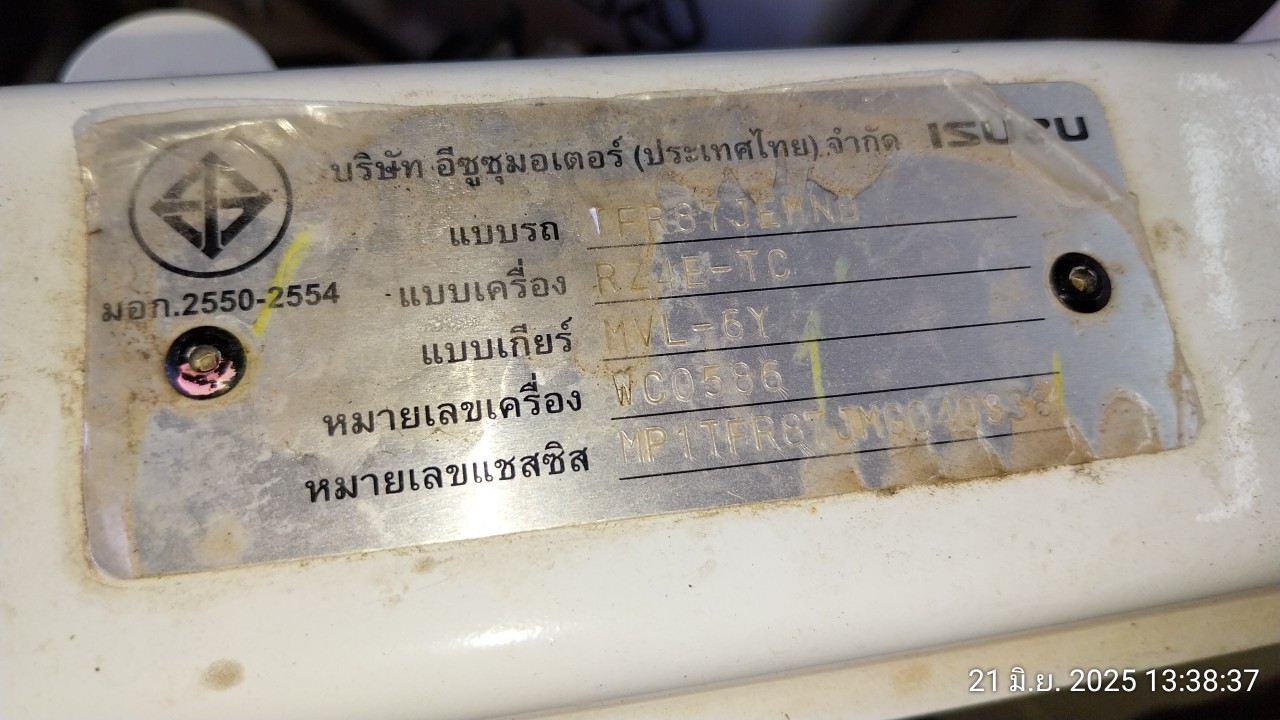 บริษัท อีซูซุมอเตอร์ (ประเทศไทย) จำกัด ISUZU
มอก.2550-2554
แบบรถ TFR87JEMNB
แบบเครื่อง RZ4E-TC
แบบเกียร์ MVL-6Y
หมายเลขเครื่อง WC0586
หมายเลขแชสซิส
21 มิ.ย. 2025 13:38:37